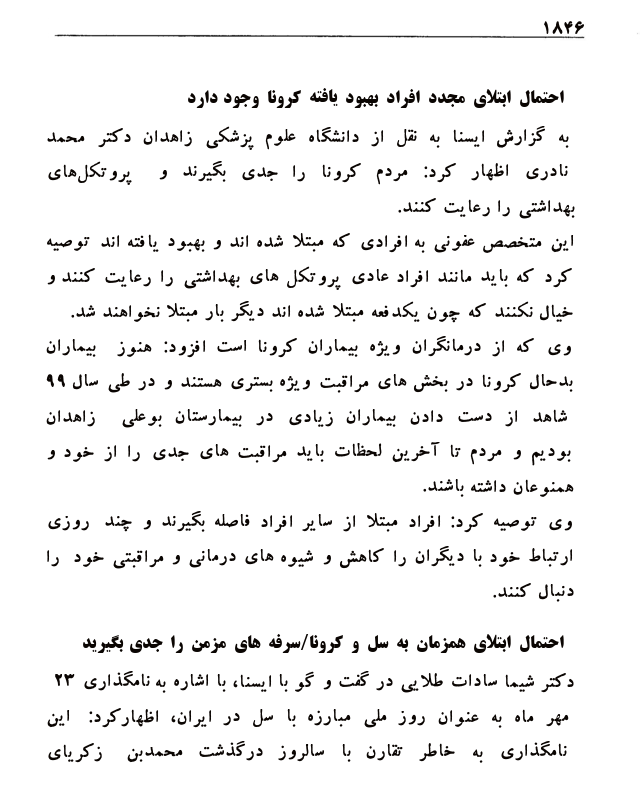 ۱۸۴۶
احتمال ابتلای مجدد افراد بهبود یافته کرونا وجود دارد
به گزارش ایسنا به نقل از دانشگاه علوم پزشکی زاهدان دکتر محمد
نادری اظهار کرد: مردم کرونا را جدی بگیرند و پروتکل‌های
بهداشتی را رعایت کنند.
این متخصص عفونی به افرادی که مبتلا شده اند و بهبود یافته اند توصیه
کرد که باید مانند افراد عادی پروتکل های بهداشتی را رعایت کنند و
خیال نکنند که چون یکدفعه مبتلا شده اند دیگر بار مبتلا نخواهند شد.
وی که از درمانگران ویژه بیماران کرونا است افزود: هنوز بیماران
بدحال کرونا در بخش های مراقبت ویژه بستری هستند و در طی سال ۹۹
شاهد از دست دادن بیماران زیادی در بیمارستان بوعلی زاهدان
بودیم و مردم تا آخرین لحظات باید مراقبت های جدی را از خود و
همنوعان داشته باشند.
وی توصیه کرد: افراد مبتلا از سایر افراد فاصله بگیرند و چند روزی
ارتباط خود با دیگران را کاهش و شیوه های درمانی و مراقبتی خود را
دنبال کنند.
احتمال ابتلای همزمان به سل و کرونا/سرفه های مزمن را جدی بگیرید
دکتر شیما سادات طلایی در گفت و گو با ایسنا، با اشاره به نامگذاری ۲۳
مهر ماه به عنوان روز ملی مبارزه با سل در ایران، اظهارکرد: این
نامگذاری به خاطر تقارن با سالروز درگذشت محمدبن زکریای